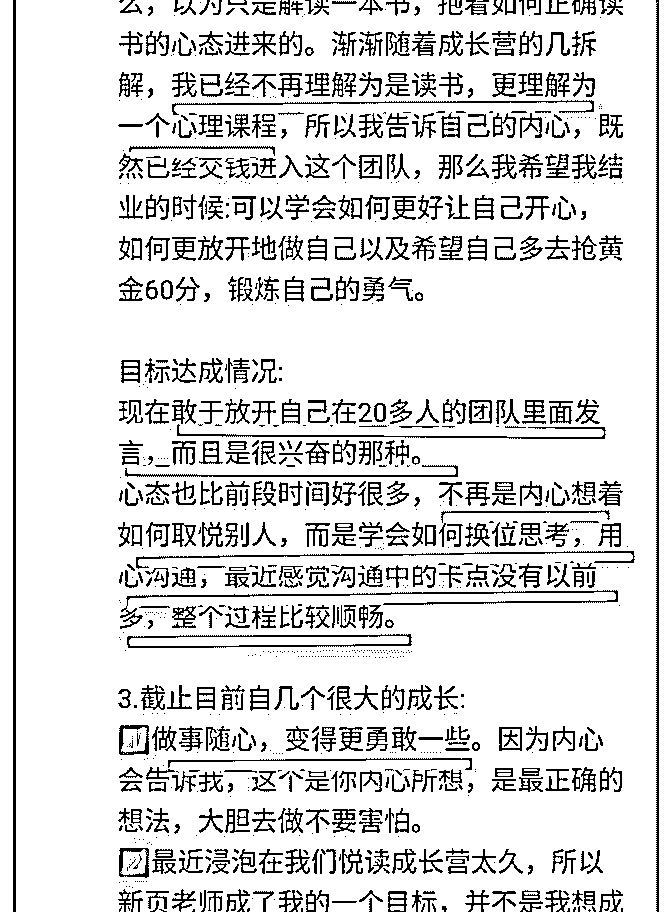 么，以为只是解读一本书，抱着如何正确读
书的心态进来的。渐渐随着成长营的几拆
解，我已经不再理解为是读书，更理解为
一个心理课程，所以我告诉自己的内心，既
然已经交钱进入这个团队，那么我希望我结
业的时候:可以学会如何更好让自己开心，
如何更放开地做自己以及希望自己多去抢黄
金60分，锻炼自己的勇气。
目标达成情况:
现在敢于放开自己在20多人的团队里面发
言，而且是很兴奋的那种。
心态也比前段时间好很多，不再是内心想着
如何取悦别人，而是学会如何换位思考，用
心沟通，最近感觉沟通中的卡点没有以前
多，整个过程比较顺畅。
3.截止目前自几个很大的成长:
1做事随心，变得更勇敢一些。因为内心
会告诉我，这个是你内心所想，是最正确的
想法，大胆去做不要害怕。
2最近浸泡在我们悦读成长营太久，所以
新页老师成了我的一个目标，并不是我想成